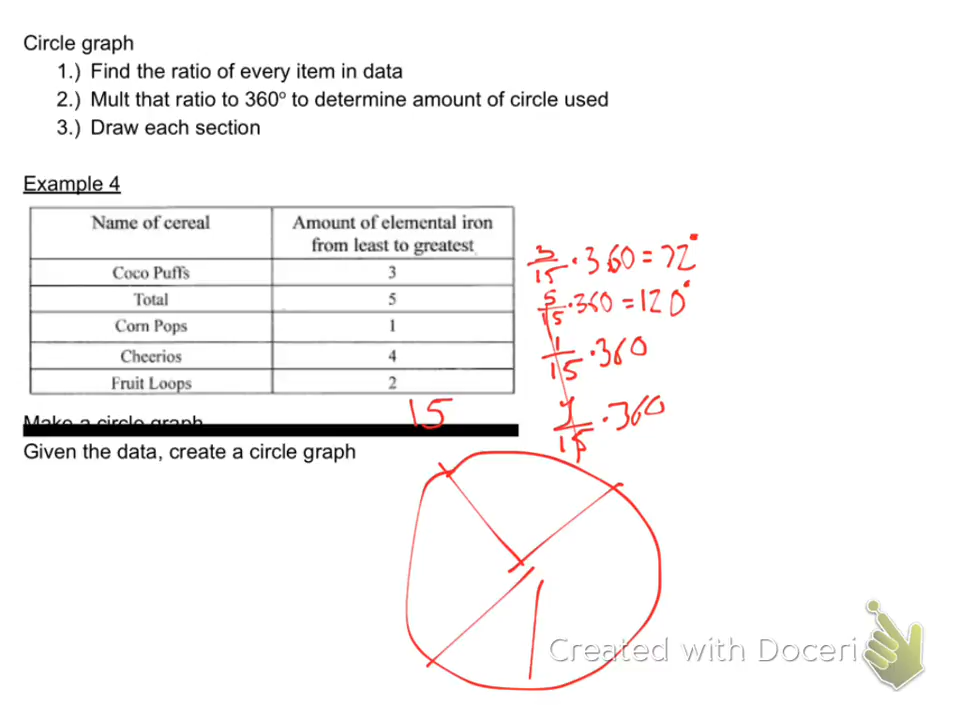 Circle graph
1.) Find the ratio of every item in data
2.) Mult that ratio to 360° to determine amount of circle used
3.) Draw each section
Example 4
Name of cereal Amount of elemental iron from least to greatest
Coco Puffs 3
Total 5
Corn Pops 1
Cheerios 4
Fruit Loops 2
15
3/15 · 360 = 72°
5/15 · 360 = 120°
1/15 · 360
/15 · 360
Make a circle graph
Given the data, create a circle graph
Created with Doceri